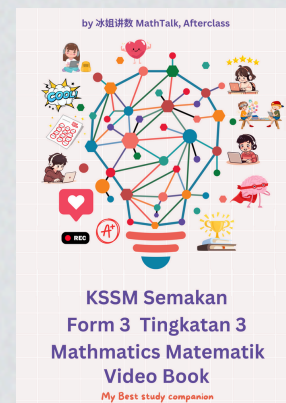 by 冰姐讲数 MathTalk, Afterclass
COOL!
REC
A+
KSSM Semakan
Form 3 Tingkatan 3
Mathmatics Matematik
Video Book
My Best study companion